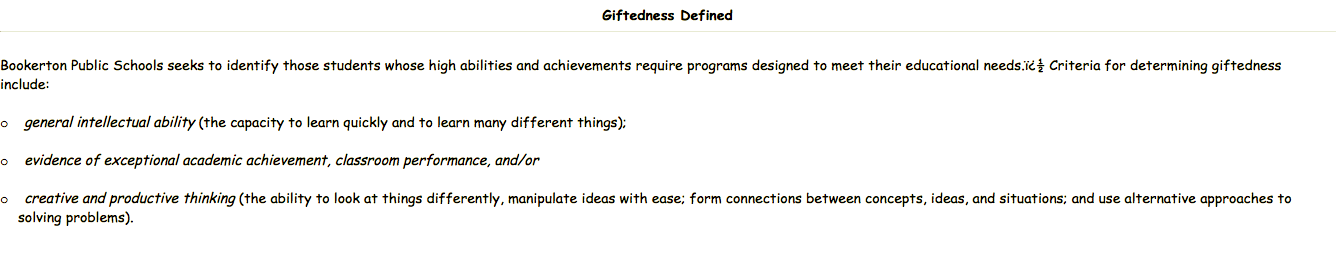 Giftedness Defined
Bookerton Public Schools seeks to identify those students whose high abilities and achievements require programs designed to meet their educational needs.ï¿½ Criteria for determining giftedness
include:
o general intellectual ability (the capacity to learn quickly and to learn many different things);
o evidence of exceptional academic achievement, classroom performance, and/or
o creative and productive thinking (the ability to look at things differently, manipulate ideas with ease; form connections between concepts, ideas, and situations; and use alternative approaches to
solving problems).